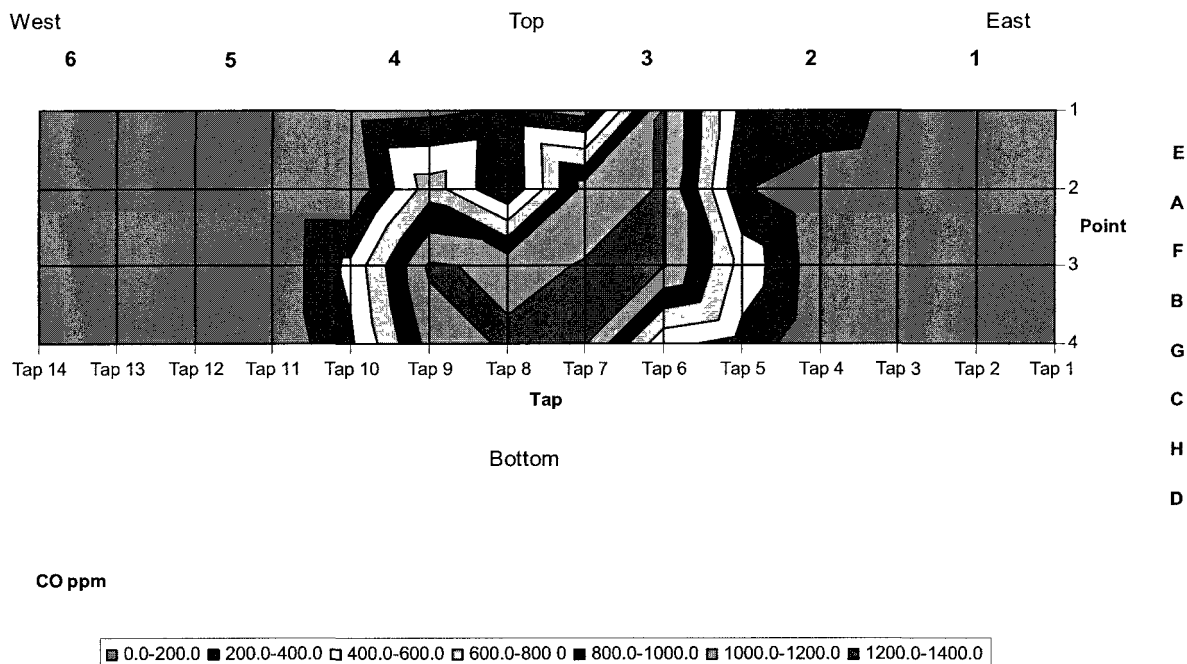 West Top East
6 5 4 3 2 1
1
E
2
A
Point
F
3
B
4
G
Tap 14 Tap 13 Tap 12 Tap 11 Tap 10 Tap 9 Tap 8 Tap 7 Tap 6 Tap 5 Tap 4 Tap 3 Tap 2 Tap 1
Tap
C
Bottom
H
D
CO ppm
0.0-200.0 200.0-400.0 400.0-600.0 600.0-800 0 800.0-1000.0 1000.0-1200.0 1200.0-1400.0